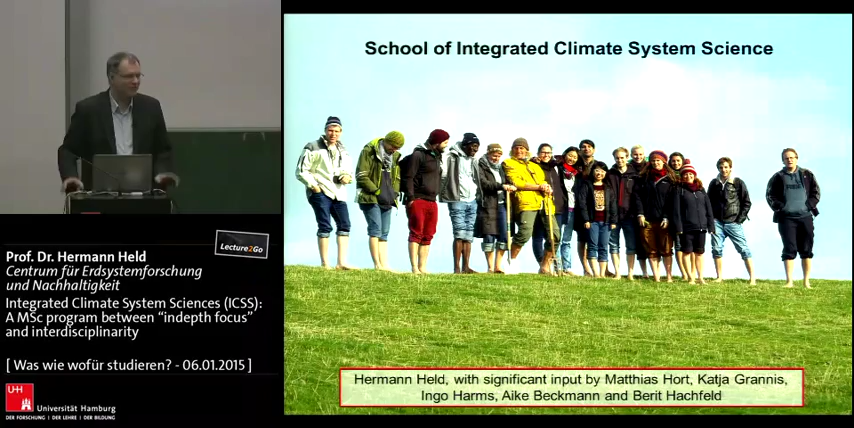 School of Integrated Climate System Science
Lecture2Go
Prof. Dr. Hermann Held
Centrum für Erdsystemforschung
und Nachhaltigkeit
Integrated Climate System Sciences (ICSS):
A MSc program between “indepth focus”
and interdisciplinarity
[ Was wie wofür studieren? - 06.01.2015 ]
UH
Universität Hamburg
DER FORSCHUNG | DER LEHRE | DER BILDUNG
Hermann Held, with significant input by Matthias Hort, Katja Grannis,
Ingo Harms, Aike Beckmann and Berit Hachfeld